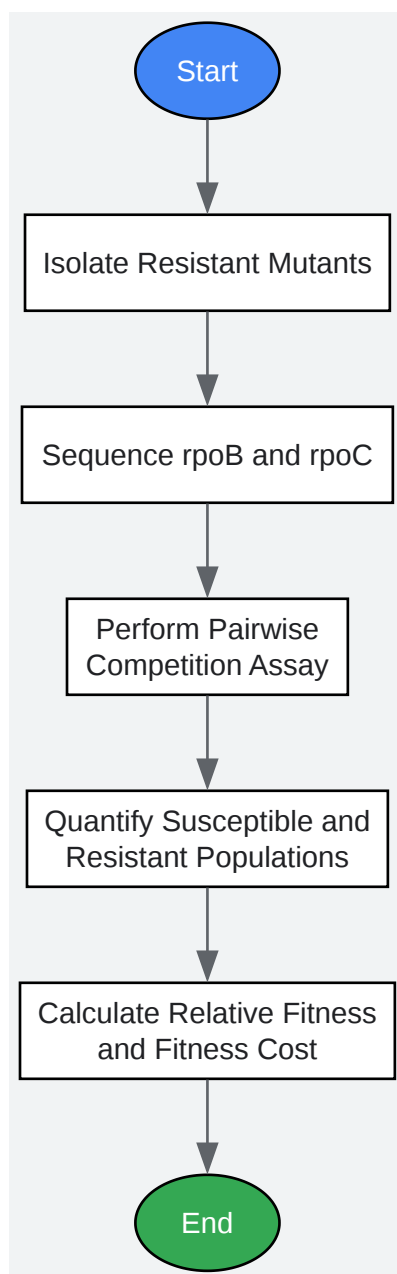 Start
Isolate Resistant Mutants
Sequence rpoB and rpoC
Perform Pairwise
Competition Assay
Quantify Susceptible and
Resistant Populations
Calculate Relative Fitness
and Fitness Cost
End